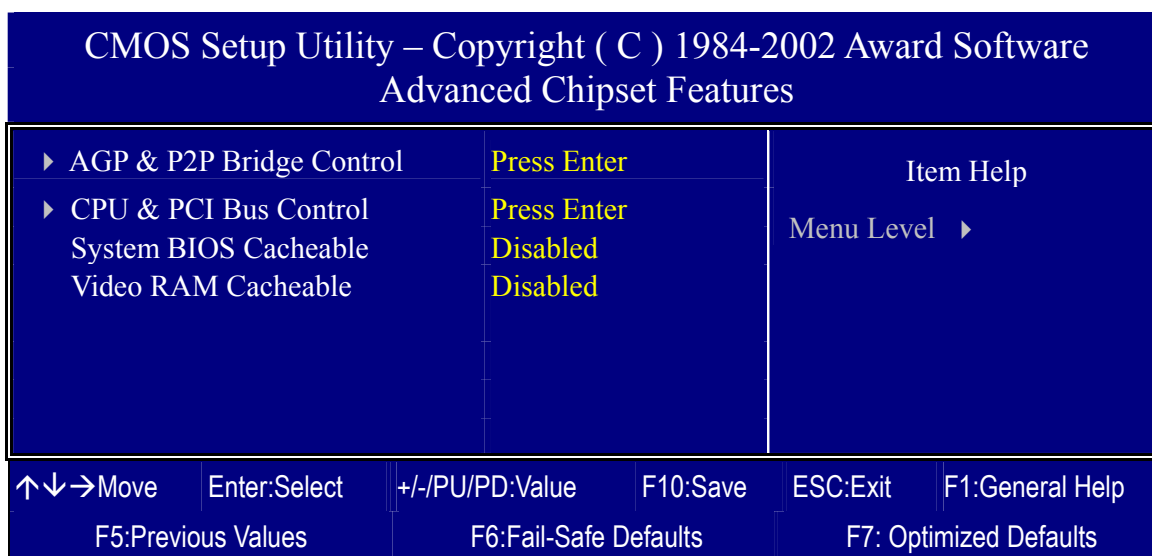 CMOS Setup Utility – Copyright ( C ) 1984-2002 Award Software
Advanced Chipset Features
AGP & P2P Bridge Control Press Enter
CPU & PCI Bus Control Press Enter
System BIOS Cacheable Disabled
Video RAM Cacheable Disabled
Item Help
Menu Level
↑↓→Move Enter:Select +/-/PU/PD:Value F10:Save ESC:Exit F1:General Help
F5:Previous Values F6:Fail-Safe Defaults F7: Optimized Defaults